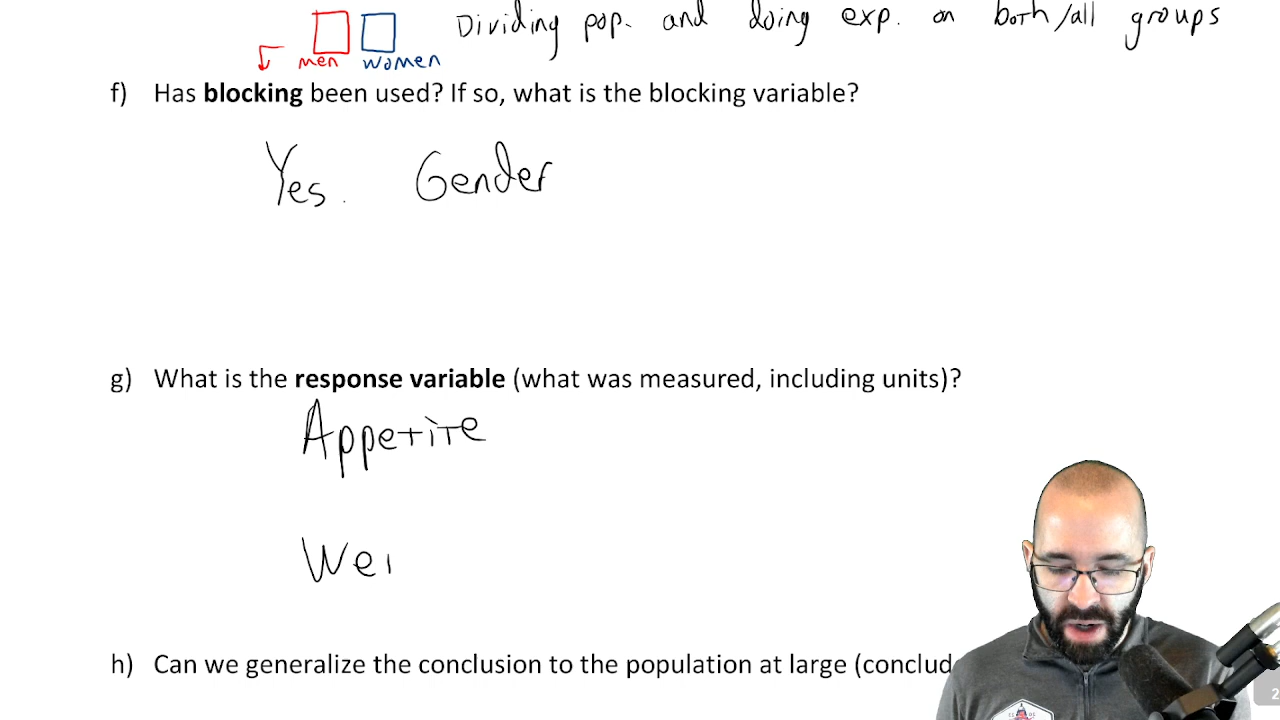 Dividing pop. and doing exp. on both/all groups
men women
f) Has blocking been used? If so, what is the blocking variable?
Yes. Gender
g) What is the response variable (what was measured, including units)?
Appetite
Wei
h) Can we generalize the conclusion to the population at large (conclud
2